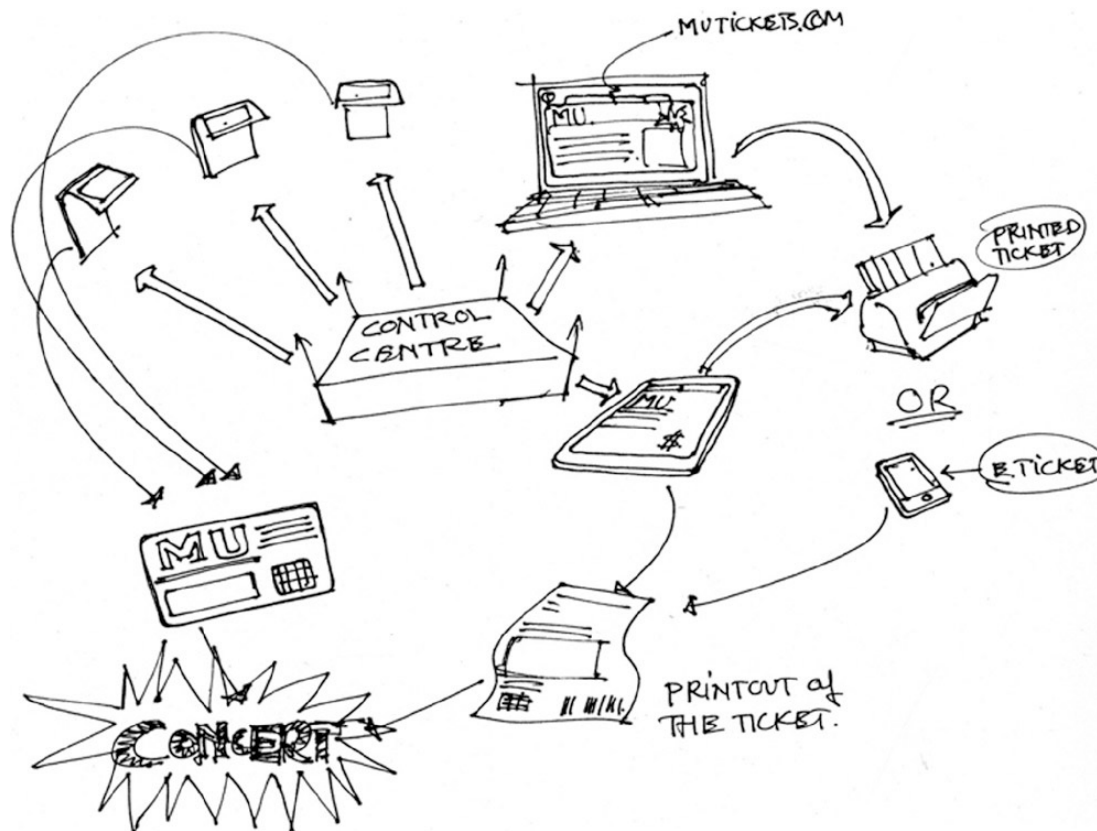 MUTICKETS.COM
MU
PRINTED
TICKET
CONTROL
CENTRE
MU
$
OR
E.TICKET
MU
PRINTOUT of
THE TICKET.
CONCERT